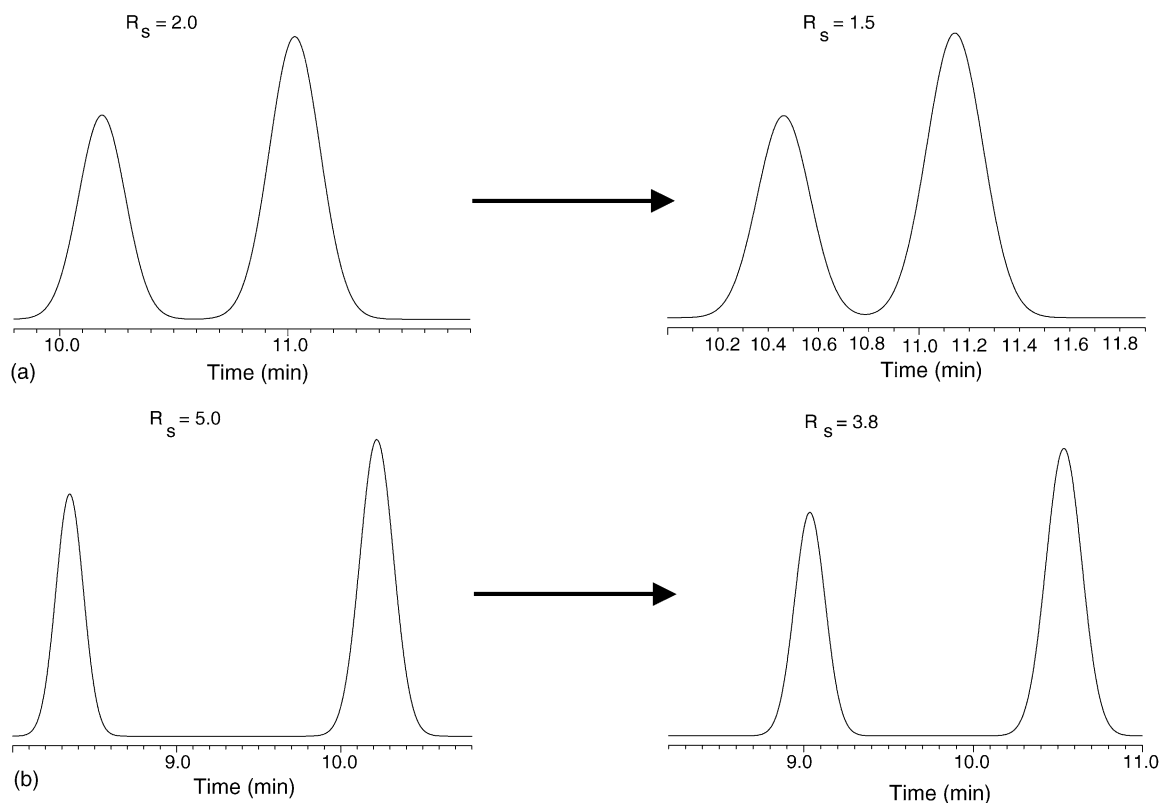 R s = 2.0
R s = 1.5
10.0 11.0
10.2 10.4 10.6 10.8 11.0 11.2 11.4 11.6 11.8
(a)
Time (min)
Time (min)
R s = 5.0
R s = 3.8
9.0 10.0
9.0 10.0 11.0
(b)
Time (min)
Time (min)